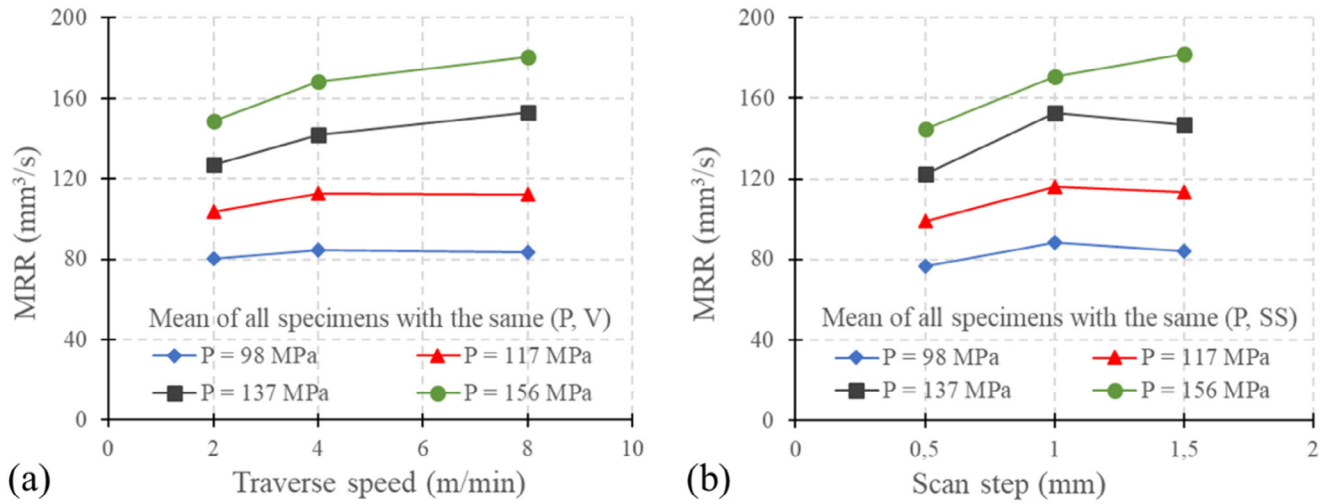 200
160
120
80
40
0
MRR (mm³/s)
Mean of all specimens with the same (P, V)
P = 98 MPa P = 117 MPa
P = 137 MPa P = 156 MPa
0 2 4 6 8 10
Traverse speed (m/min)
(a)
200
160
120
80
40
0
MRR (mm³/s)
Mean of all specimens with the same (P, SS)
P = 98 MPa P = 117 MPa
P = 137 MPa P = 156 MPa
0 0,5 1 1,5 2
Scan step (mm)
(b)